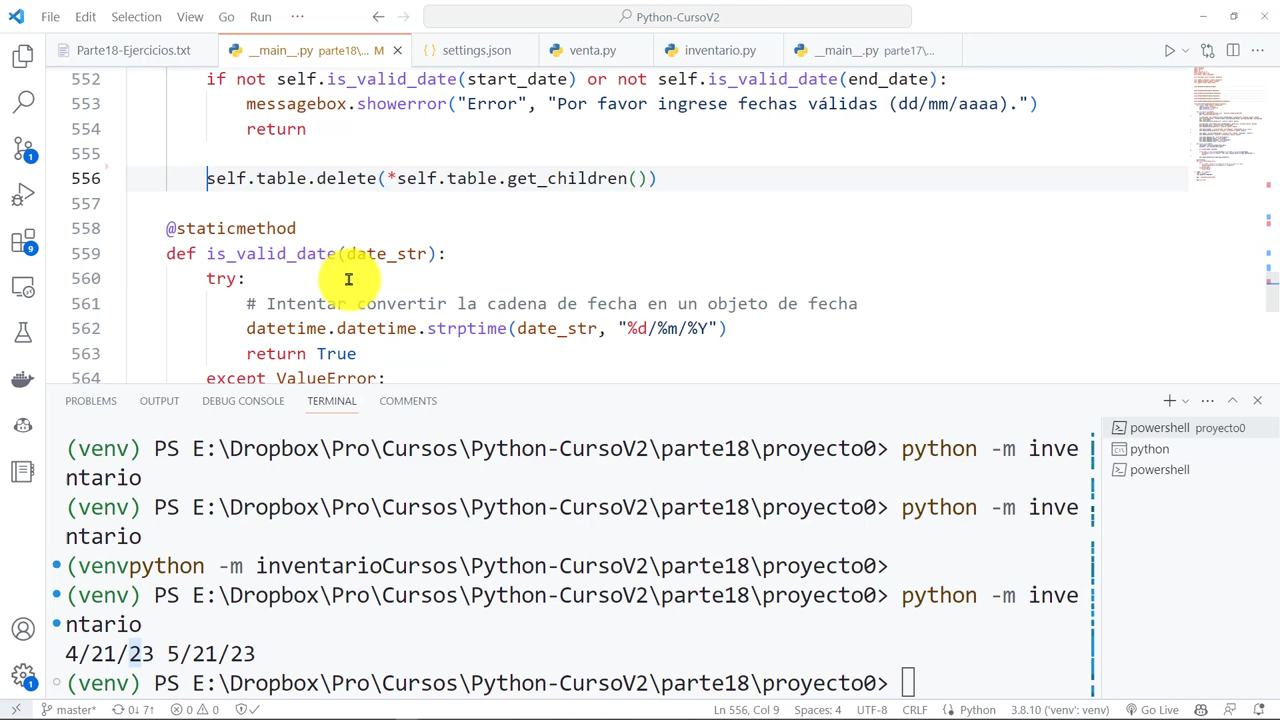 File Edit Selection View Go Run ··· Python-CursoV2
Parte18-Ejercicios.txt __main__.py parte18\... M settings.json venta.py inventario.py __main__.py parte17\...
552 if not self.is_valid_date(start_date) or not self.is_valid_date(end_date):
553 messagebox.showerror("Error", "Por favor ingrese fechas válidas (dd/mm/aaaa).")
554 return
self.table.delete(*self.table.get_children())
557
558 @staticmethod
559 def is_valid_date(date_str):
560 try:
561 # Intentar convertir la cadena de fecha en un objeto de fecha
562 datetime.datetime.strptime(date_str, "%d/%m/%Y")
563 return True
564 except ValueError:
PROBLEMS OUTPUT DEBUG CONSOLE TERMINAL COMMENTS
(venv) PS E:\Dropbox\Pro\Cursos\Python-CursoV2\parte18\proyecto0> python -m inve
ntario
(venv) PS E:\Dropbox\Pro\Cursos\Python-CursoV2\parte18\proyecto0> python -m inve
ntario
(venvpython -m inventarioCursos\Python-CursoV2\parte18\proyecto0>
(venv) PS E:\Dropbox\Pro\Cursos\Python-CursoV2\parte18\proyecto0> python -m inve
ntario
4/21/23 5/21/23
(venv) PS E:\Dropbox\Pro\Cursos\Python-CursoV2\parte18\proyecto0>
powershell proyecto0
python
powershell
1
9
1
master* 0↓ 7↑ 0 0 Ln 556, Col 9 Spaces: 4 UTF-8 CRLF Python 3.8.10 ('venv': venv) Go Live